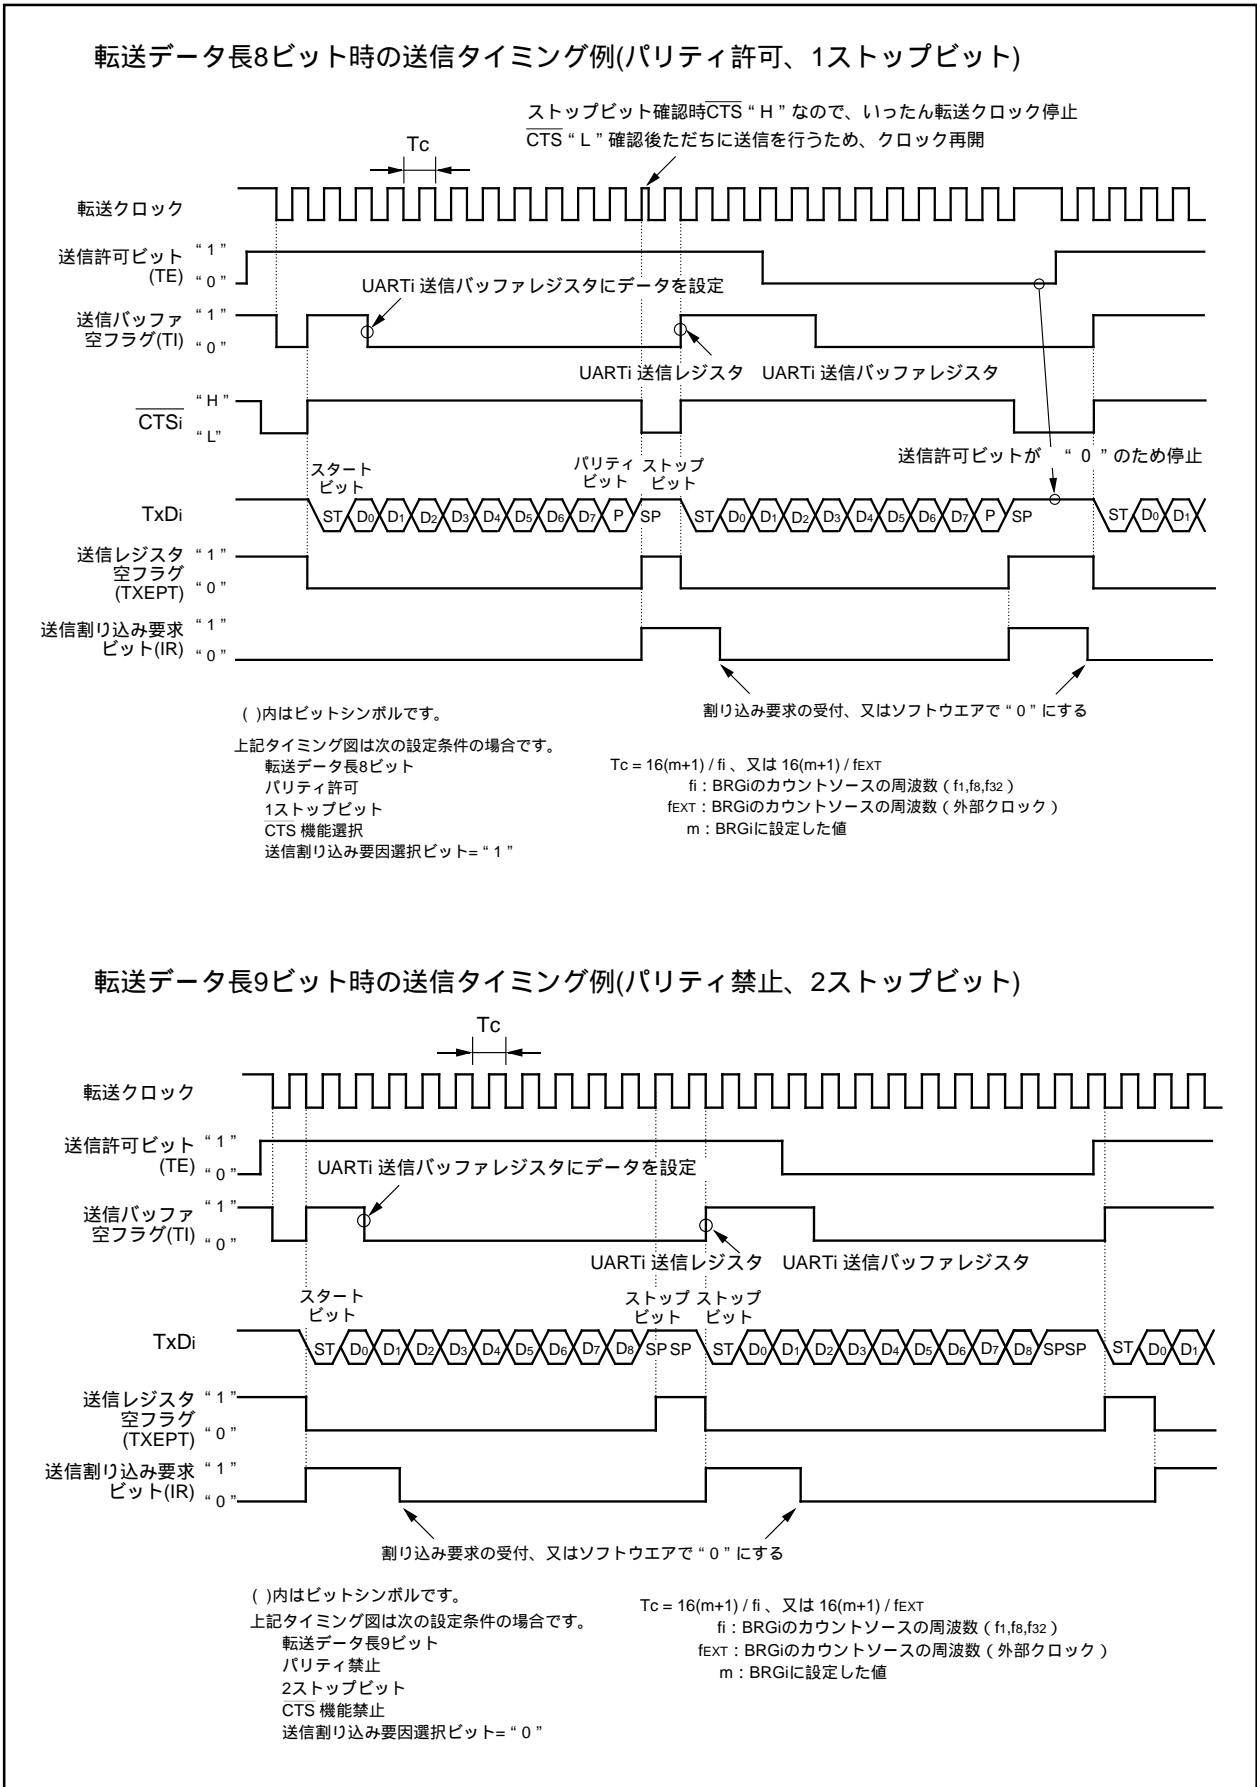 転送データ長8ビット時の送信タイミング例(パリティ許可、1ストップビット)
ストップビット確認時CTS “ H ” なので、いったん転送クロック停止
CTS “ L ” 確認後ただちに送信を行うため、クロック再開
Tc
転送クロック
送信許可ビット
(TE)
“ 1 ”
“ 0 ”
UARTi 送信バッファレジスタにデータを設定
送信バッファ
空フラグ(TI)
“ 1 ”
“ 0 ”
UARTi 送信レジスタ UARTi 送信バッファレジスタ
CTSi
“ H ”
“ L”
送信許可ビットが “ 0 ” のため停止
スタート
ビット
パリティ
ビット
ストップ
ビット
TxDi
ST D0 D1 D2 D3 D4 D5 D6 D7 P SP ST D0 D1 D2 D3 D4 D5 D6 D7 P SP ST D0 D1
送信レジスタ
空フラグ
(TXEPT)
“ 1 ”
“ 0 ”
送信割り込み要求
ビット(IR)
“ 1 ”
“ 0 ”
割り込み要求の受付、又はソフトウエアで “ 0 ” にする
( )内はビットシンボルです。
上記タイミング図は次の設定条件の場合です。
転送データ長8ビット
パリティ許可
1ストップビット
CTS 機能選択
送信割り込み要因選択ビット= “ 1 ”
Tc = 16(m+1) / fi 、又は 16(m+1) / fEXT
fi : BRGiのカウントソースの周波数 ( f1,f8,f32 )
fEXT : BRGiのカウントソースの周波数 ( 外部クロック )
m : BRGiに設定した値
転送データ長9ビット時の送信タイミング例(パリティ禁止、2ストップビット)
Tc
転送クロック
送信許可ビット
(TE)
“ 1 ”
“ 0 ”
UARTi 送信バッファレジスタにデータを設定
送信バッファ
空フラグ(TI)
“ 1 ”
“ 0 ”
UARTi 送信レジスタ UARTi 送信バッファレジスタ
スタート
ビット
ストップ
ビット
ストップ
ビット
TxDi
ST D0 D1 D2 D3 D4 D5 D6 D7 D8 SP SP ST D0 D1 D2 D3 D4 D5 D6 D7 D8 SPSP ST D0 D1
送信レジスタ
空フラグ
(TXEPT)
“ 1 ”
“ 0 ”
送信割り込み要求
ビット(IR)
“ 1 ”
“ 0 ”
割り込み要求の受付、又はソフトウエアで “ 0 ” にする
( )内はビットシンボルです。
上記タイミング図は次の設定条件の場合です。
転送データ長9ビット
パリティ禁止
2ストップビット
CTS 機能禁止
送信割り込み要因選択ビット= “ 0 ”
Tc = 16(m+1) / fi 、又は 16(m+1) / fEXT
fi : BRGiのカウントソースの周波数 ( f1,f8,f32 )
fEXT : BRGiのカウントソースの周波数 ( 外部クロック )
m : BRGiに設定した値